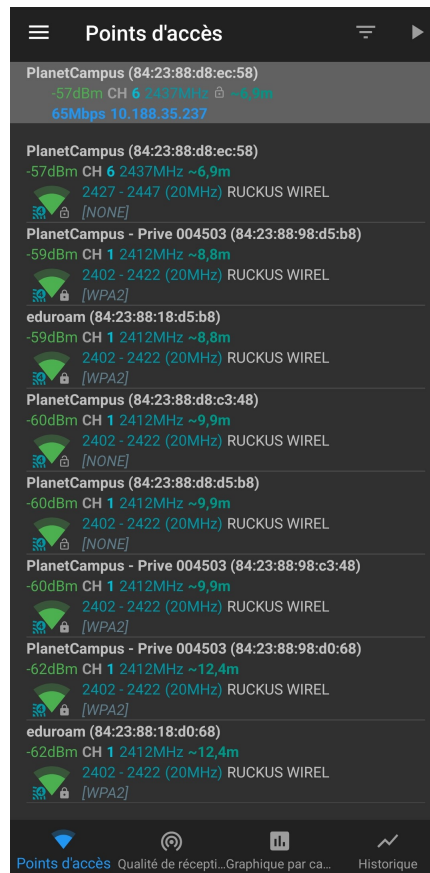 Points d'accès
PlanetCampus (84:23:88:d8:ec:58)
-57dBm CH 6 2437MHz ~6,9m
65Mbps 10.188.35.237
PlanetCampus (84:23:88:d8:ec:58)
-57dBm CH 6 2437MHz ~6,9m
2427 - 2447 (20MHz) RUCKUS WIREL
4 [NONE]
PlanetCampus - Prive 004503 (84:23:88:98:d5:b8)
-59dBm CH 1 2412MHz ~8,8m
2402 - 2422 (20MHz) RUCKUS WIREL
4 [WPA2]
eduroam (84:23:88:18:d5:b8)
-59dBm CH 1 2412MHz ~8,8m
2402 - 2422 (20MHz) RUCKUS WIREL
4 [WPA2]
PlanetCampus (84:23:88:d8:c3:48)
-60dBm CH 1 2412MHz ~9,9m
2402 - 2422 (20MHz) RUCKUS WIREL
4 [NONE]
PlanetCampus (84:23:88:d8:d5:b8)
-60dBm CH 1 2412MHz ~9,9m
2402 - 2422 (20MHz) RUCKUS WIREL
4 [NONE]
PlanetCampus - Prive 004503 (84:23:88:98:c3:48)
-60dBm CH 1 2412MHz ~9,9m
2402 - 2422 (20MHz) RUCKUS WIREL
4 [WPA2]
PlanetCampus - Prive 004503 (84:23:88:98:d0:68)
-62dBm CH 1 2412MHz ~12,4m
2402 - 2422 (20MHz) RUCKUS WIREL
4 [WPA2]
eduroam (84:23:88:18:d0:68)
-62dBm CH 1 2412MHz ~12,4m
2402 - 2422 (20MHz) RUCKUS WIREL
4 [WPA2]
Points d'accès Qualité de récepti... Graphique par ca... Historique